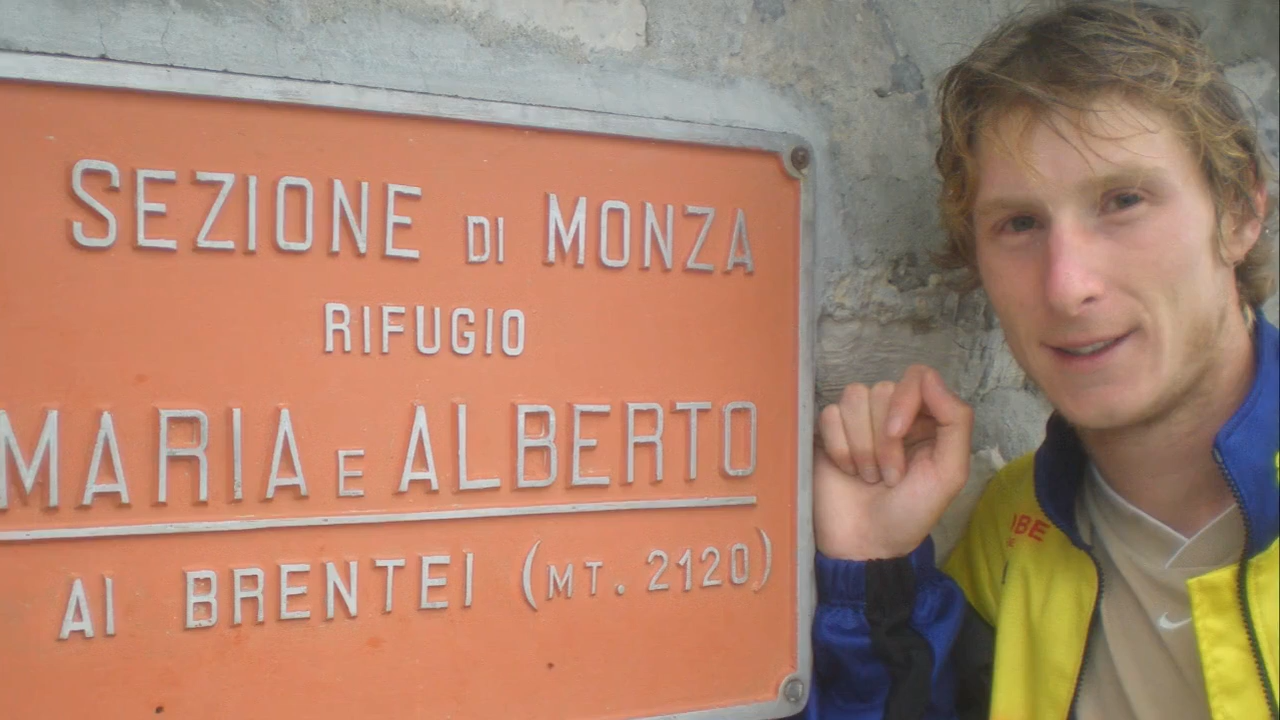 SEZIONE DI MONZA
RIFUGIO
MARIA E ALBERTO
AI BRENTEI (MT. 2120)